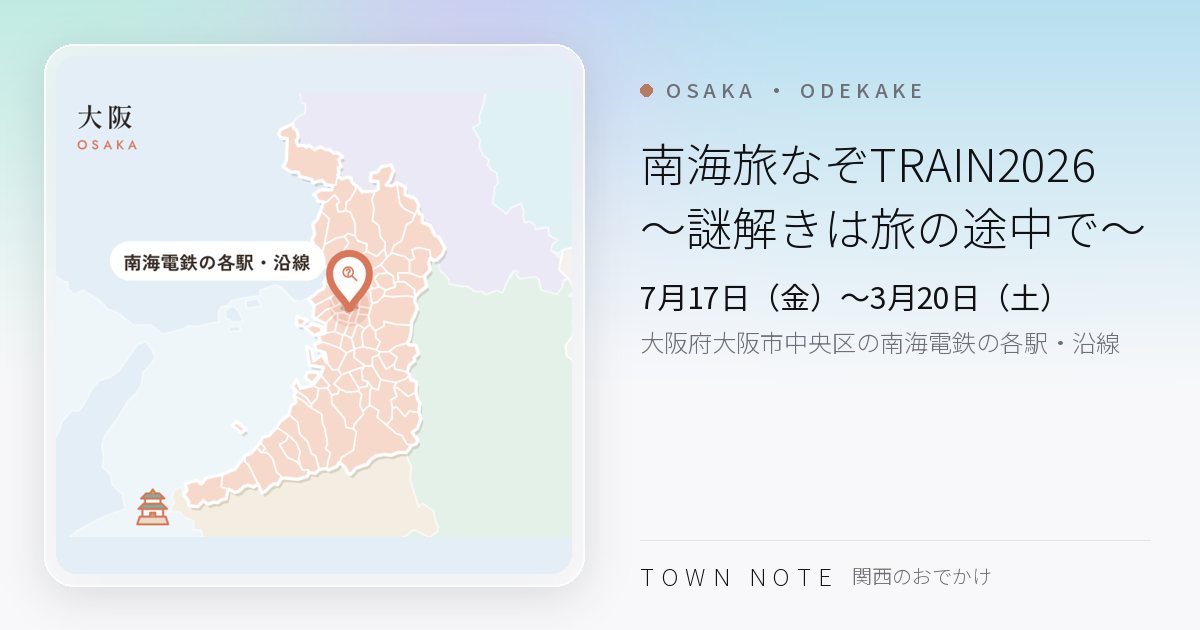 大阪
OSAKA
南海電鉄の各駅・沿線
OSAKA • ODEKAKE
南海旅なぞTRAIN2026
〜謎解きは旅の途中で〜
7月17日（金）〜3月20日（土）
大阪府大阪市中央区の南海電鉄の各駅・沿線
TOWN NOTE 関西のおでかけ